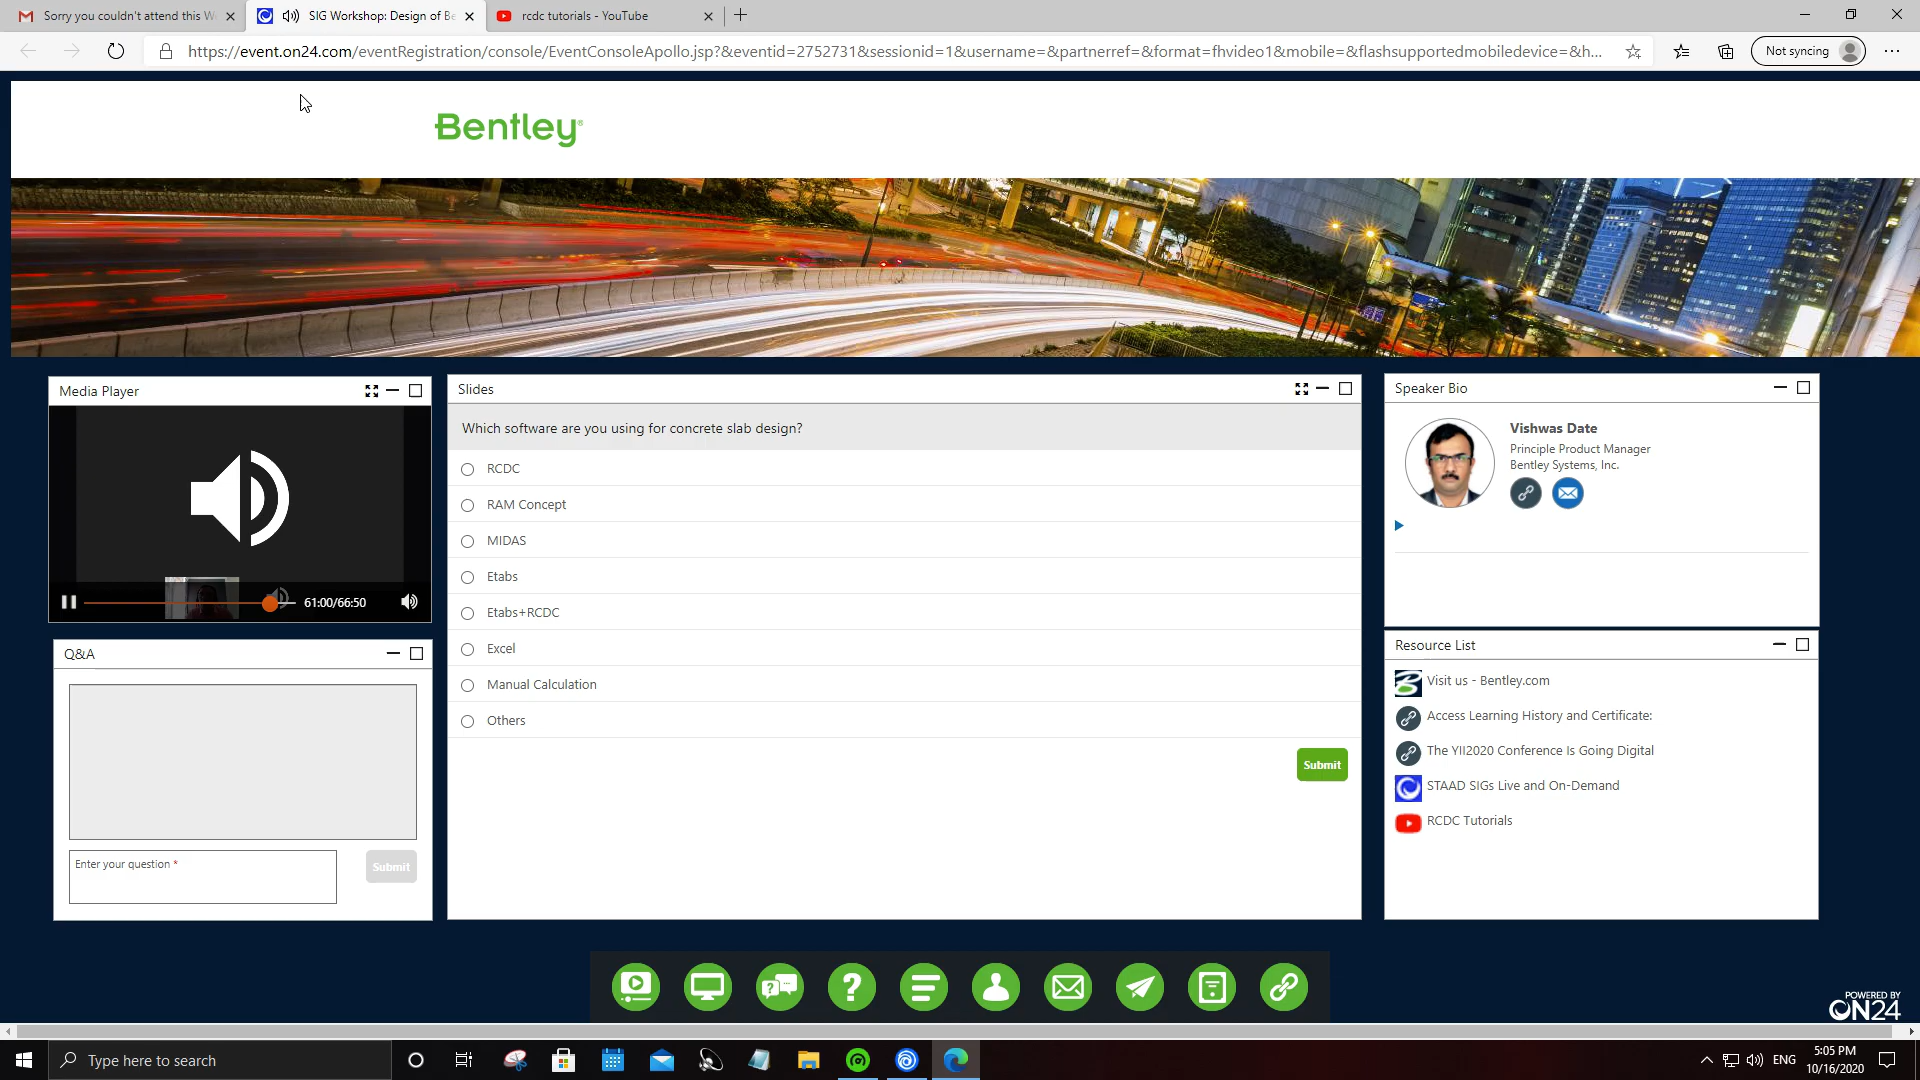 Sorry you couldn't attend this W
SIG Workshop: Design of Be
rcdc tutorials - YouTube
https://event.on24.com/eventRegistration/console/EventConsoleApollo.jsp?&eventid=2752731&sessionid=1&username=&partnerref=&format=fhvideo1&mobile=&flashsupportedmobiledevice=&h...
Not syncing
Bentley®
Media Player
61:00/66:50
Q&A
Enter your question *
Submit
Slides
Which software are you using for concrete slab design?
RCDC
RAM Concept
MIDAS
Etabs
Etabs+RCDC
Excel
Manual Calculation
Others
Submit
Speaker Bio
Vishwas Date
Principle Product Manager
Bentley Systems, Inc.
Resource List
Visit us - Bentley.com
Access Learning History and Certificate:
The YII2020 Conference Is Going Digital
STAAD SIGs Live and On-Demand
RCDC Tutorials
POWERED BY
ON24
Type here to search
ENG
5:05 PM
10/16/2020